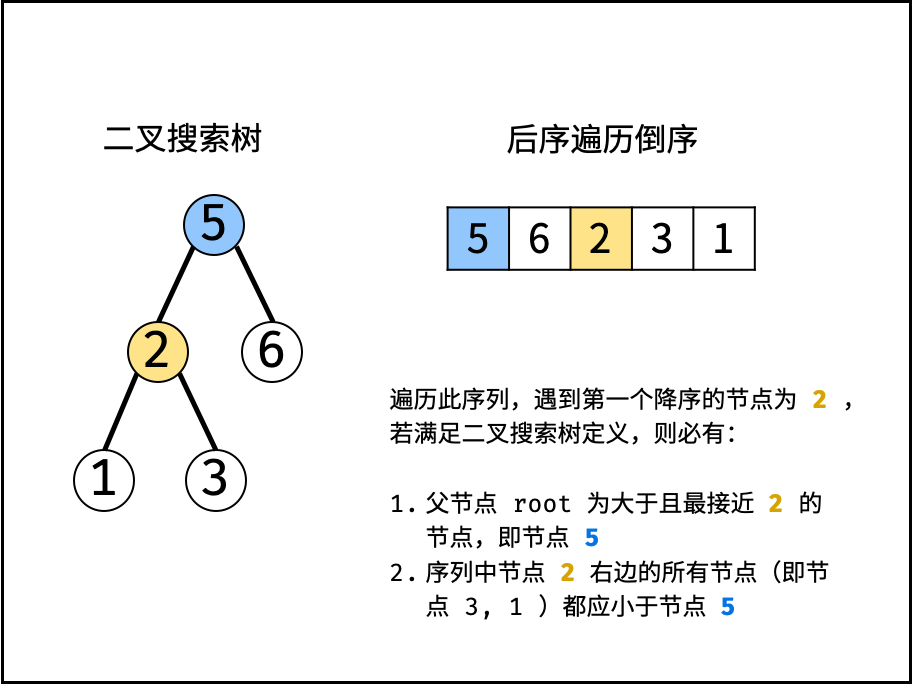 二叉搜索树
5
2 6
1 3
后序遍历倒序
5 6 2 3 1
遍历此序列，遇到第一个降序的节点为 2 ，
若满足二叉搜索树定义，则必有：
1. 父节点 root 为大于且最接近 2 的
节点，即节点 5
2. 序列中节点 2 右边的所有节点（即节
点 3, 1 ）都应小于节点 5